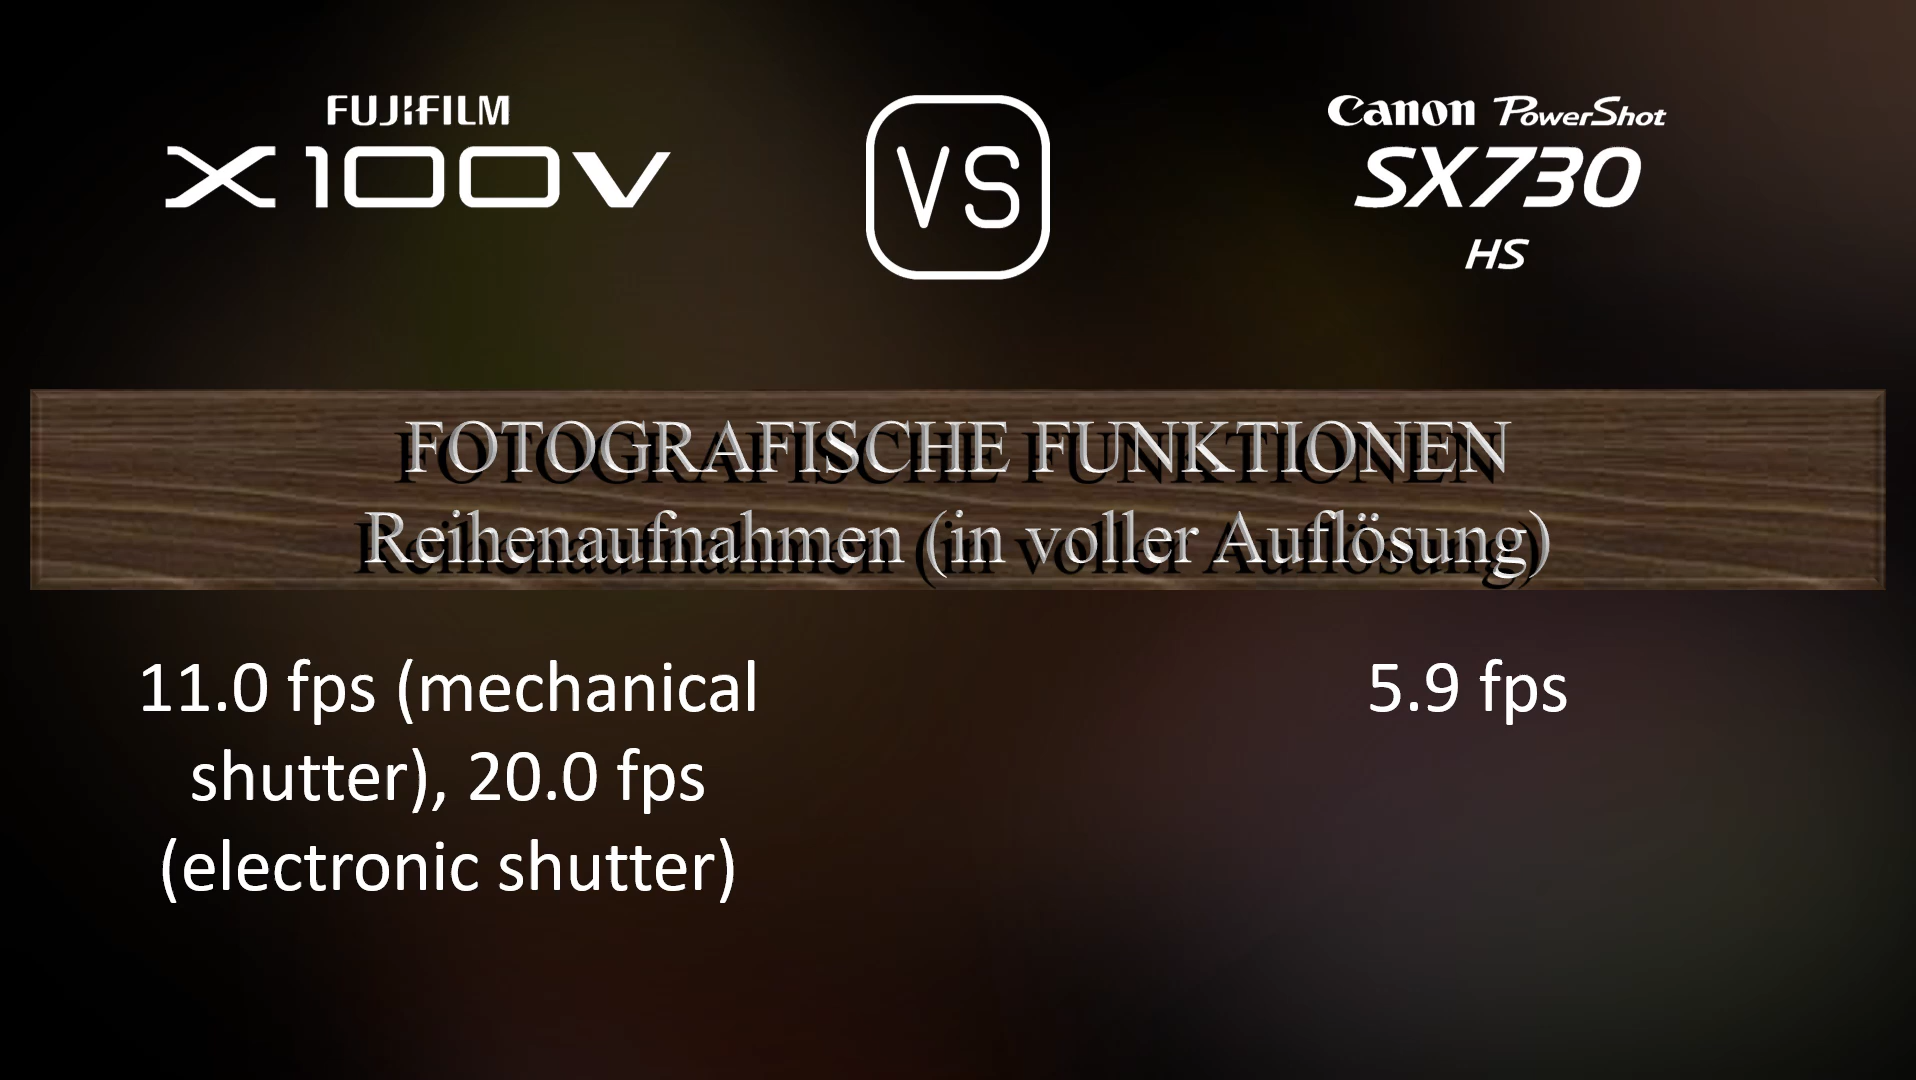 FUJIFILM
X100V
VS
Canon PowerShot
SX730
HS
FOTOGRAFISCHE FUNKTIONEN
Reihenaufnahmen (in voller Auflösung)
11.0 fps (mechanical
shutter), 20.0 fps
(electronic shutter)
5.9 fps